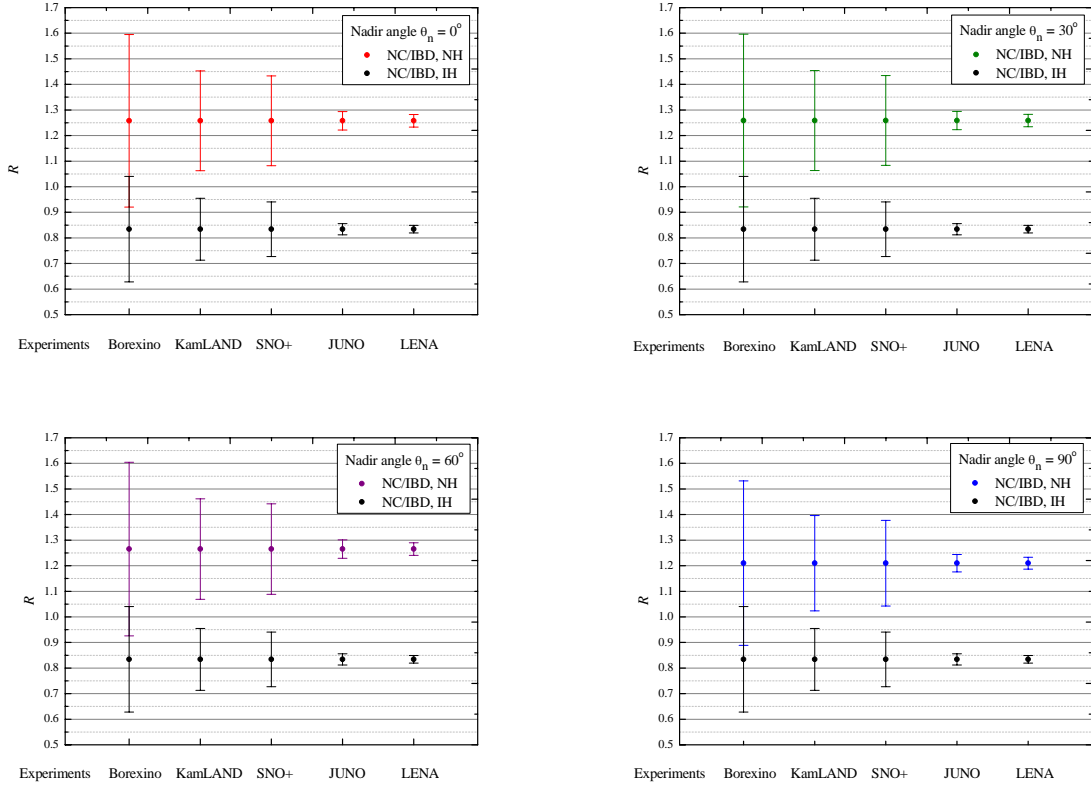 Nadir angle θn = 0°
NC/IBD, NH
NC/IBD, IH
1.7
1.6
1.5
1.4
1.3
1.2
1.1
1.0
0.9
0.8
0.7
0.6
0.5
R
Experiments Borexino KamLAND SNO+ JUNO LENA
Nadir angle θn = 30°
NC/IBD, NH
NC/IBD, IH
1.7
1.6
1.5
1.4
1.3
1.2
1.1
1.0
0.9
0.8
0.7
0.6
0.5
R
Experiments Borexino KamLAND SNO+ JUNO LENA
Nadir angle θn = 60°
NC/IBD, NH
NC/IBD, IH
1.7
1.6
1.5
1.4
1.3
1.2
1.1
1.0
0.9
0.8
0.7
0.6
0.5
R
Experiments Borexino KamLAND SNO+ JUNO LENA
Nadir angle θn = 90°
NC/IBD, NH
NC/IBD, IH
1.7
1.6
1.5
1.4
1.3
1.2
1.1
1.0
0.9
0.8
0.7
0.6
0.5
R
Experiments Borexino KamLAND SNO+ JUNO LENA